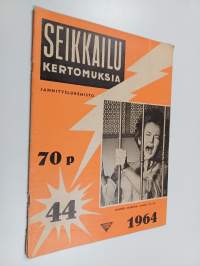 SEIKKAILU
KERTOMUKSIA
JÄNNITYSLUKEMISTO
70 p
44
1964